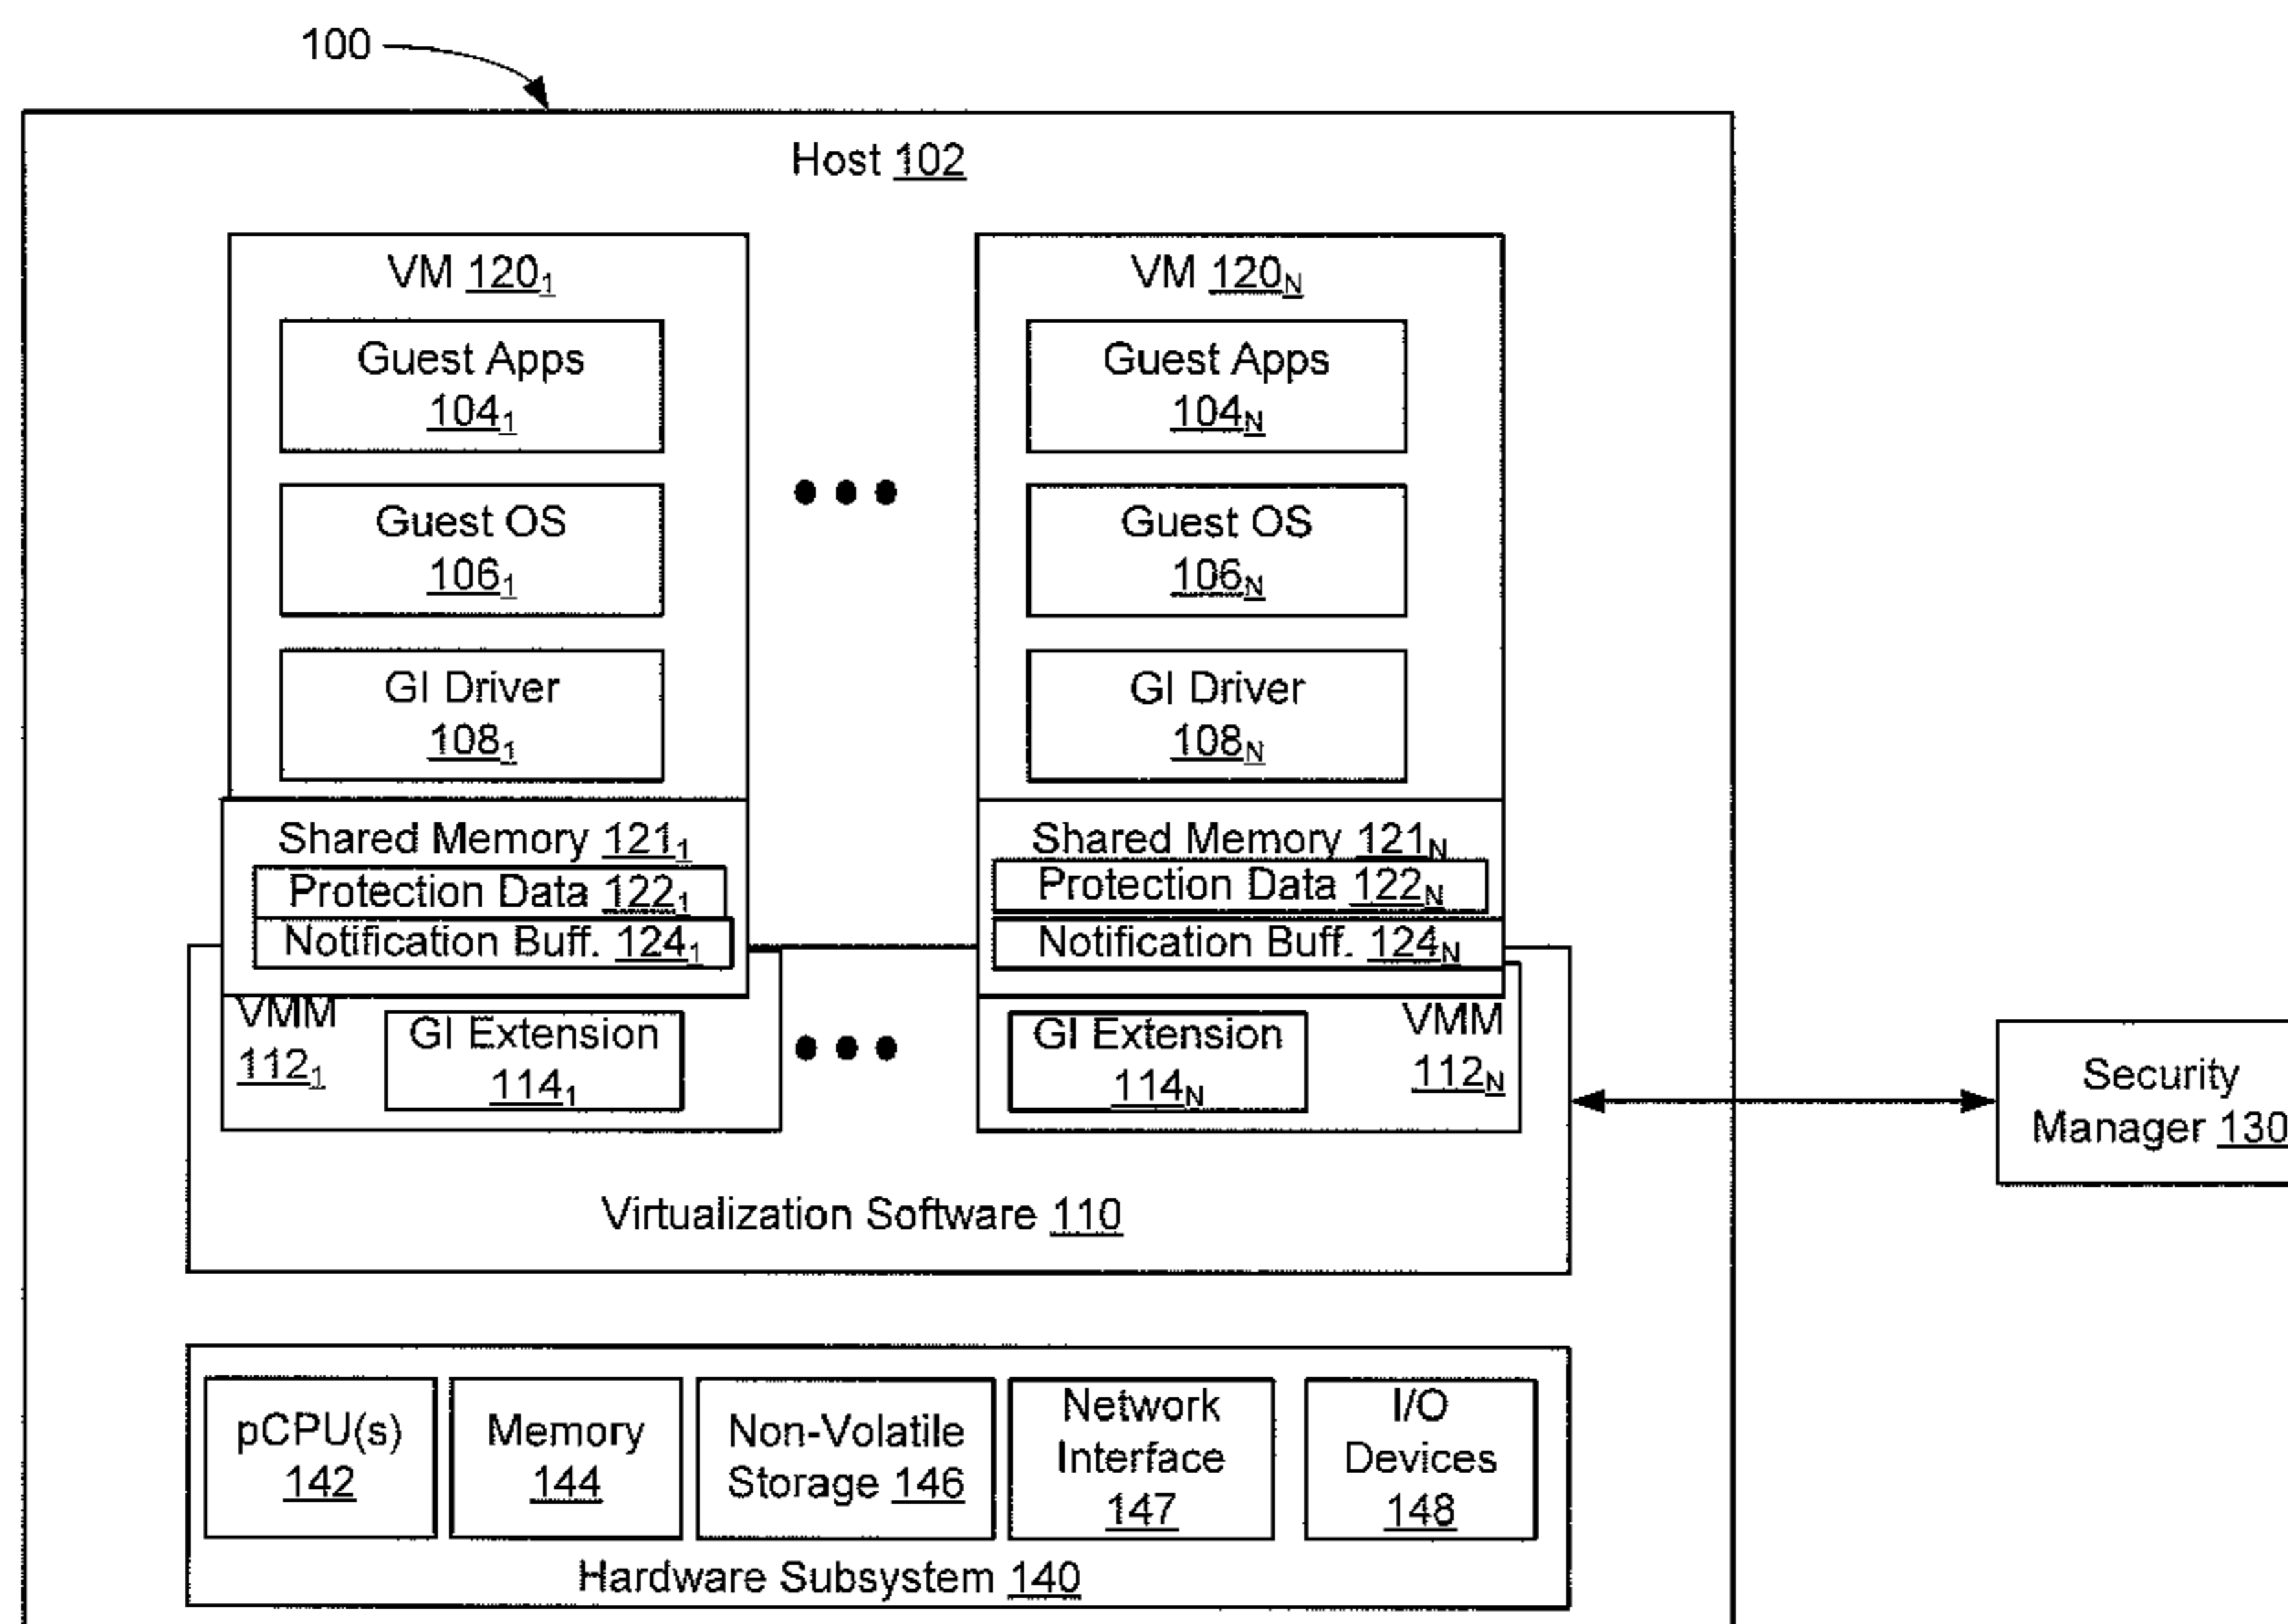 100
Host 102
VM 120₁
Guest Apps
104₁
Guest OS
106₁
GI Driver
108₁
Shared Memory 121₁
Protection Data 122₁
Notification Buff. 124₁
VMM
112₁
GI Extension
114₁
VM 120N
Guest Apps
104N
Guest OS
106N
GI Driver
108N
Shared Memory 121N
Protection Data 122N
Notification Buff. 124N
GI Extension
114N
VMM
112N
Virtualization Software 110
Security
Manager 130
pCPU(s)
142
Memory
144
Non-Volatile
Storage 146
Network
Interface
147
I/O
Devices
148
Hardware Subsystem 140